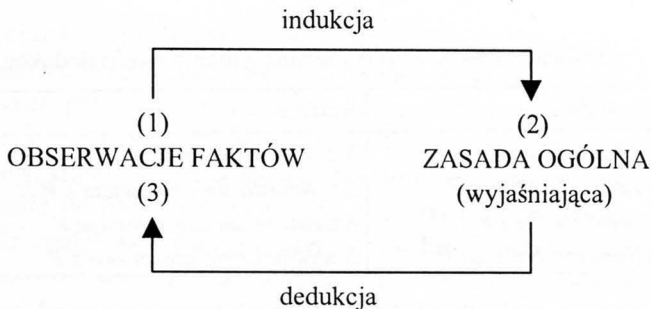 indukcja
(1)
(2)
OBSERWACJE FAKTÓW
ZASADA OGÓLNA
(3)
(wyjaśniająca)
dedukcja